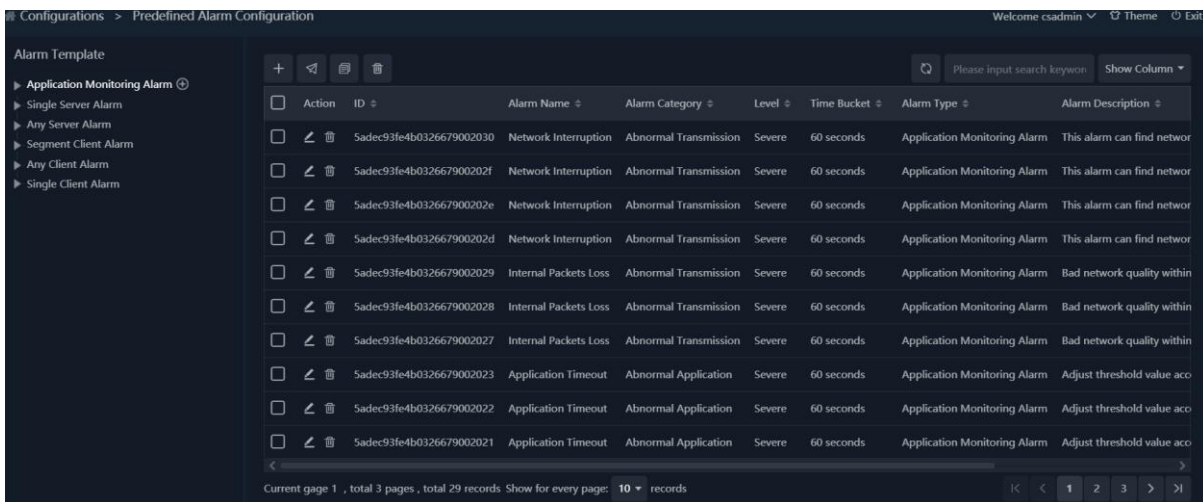 Configurations > Predefined Alarm Configuration
Welcome csadmin Theme Exit
Alarm Template
Application Monitoring Alarm
Single Server Alarm
Any Server Alarm
Segment Client Alarm
Any Client Alarm
Single Client Alarm
Please input search keywor
Show Column
Action ID Alarm Name Alarm Category Level Time Bucket Alarm Type Alarm Description
5adec93fe4b0326679002030 Network Interruption Abnormal Transmission Severe 60 seconds Application Monitoring Alarm This alarm can find networ
5adec93fe4b032667900202f Network Interruption Abnormal Transmission Severe 60 seconds Application Monitoring Alarm This alarm can find networ
5adec93fe4b032667900202e Network Interruption Abnormal Transmission Severe 60 seconds Application Monitoring Alarm This alarm can find networ
5adec93fe4b032667900202d Network Interruption Abnormal Transmission Severe 60 seconds Application Monitoring Alarm This alarm can find networ
5adec93fe4b0326679002029 Internal Packets Loss Abnormal Transmission Severe 60 seconds Application Monitoring Alarm Bad network quality within
5adec93fe4b0326679002028 Internal Packets Loss Abnormal Transmission Severe 60 seconds Application Monitoring Alarm Bad network quality within
5adec93fe4b0326679002027 Internal Packets Loss Abnormal Transmission Severe 60 seconds Application Monitoring Alarm Bad network quality within
5adec93fe4b0326679002023 Application Timeout Abnormal Application Severe 60 seconds Application Monitoring Alarm Adjust threshold value acc
5adec93fe4b0326679002022 Application Timeout Abnormal Application Severe 60 seconds Application Monitoring Alarm Adjust threshold value acc
5adec93fe4b0326679002021 Application Timeout Abnormal Application Severe 60 seconds Application Monitoring Alarm Adjust threshold value acc
Current gage 1 , total 3 pages , total 29 records Show for every page: 10 records
1 2 3